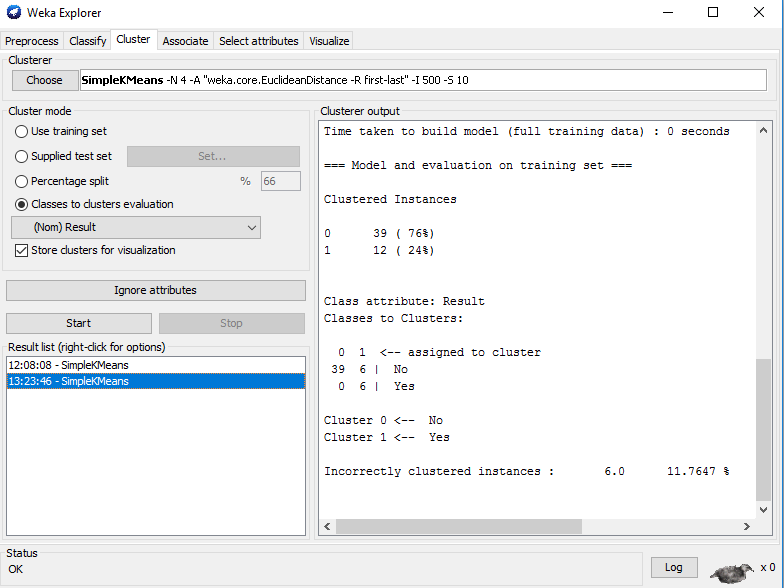 Weka Explorer
Preprocess Classify Cluster Associate Select attributes Visualize
Clusterer
Choose SimpleKMeans -N 4 -A "weka.core.EuclideanDistance -R first-last" -I 500 -S 10
Cluster mode
Use training set
Supplied test set Set...
Percentage split % 66
Classes to clusters evaluation
(Nom) Result
Store clusters for visualization
Ignore attributes
Start Stop
Result list (right-click for options)
12:08:08 - SimpleKMeans
13:23:46 - SimpleKMeans
Clusterer output
Time taken to build model (full training data) : 0 seconds
=== Model and evaluation on training set ===
Clustered Instances
0 39 ( 76%)
1 12 ( 24%)
Class attribute: Result
Classes to Clusters:
0 1 <-- assigned to cluster
39 6 | No
0 6 | Yes
Cluster 0 <-- No
Cluster 1 <-- Yes
Incorrectly clustered instances : 6.0 11.7647 %
Status
OK
Log x 0